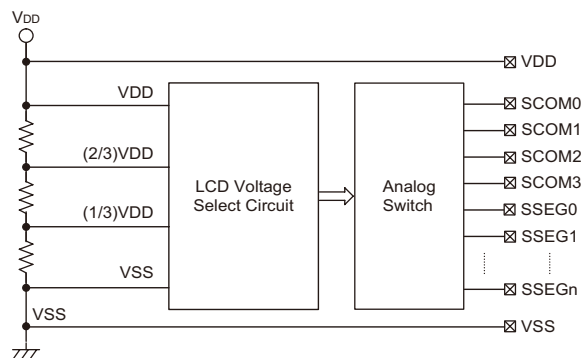 VDD
VDD
VDD
(2/3)VDD
(1/3)VDD
VSS
VSS
LCD Voltage
Select Circuit
Analog
Switch
SCOM0
SCOM1
SCOM2
SCOM3
SSEG0
SSEG1
SSEGn
VSS